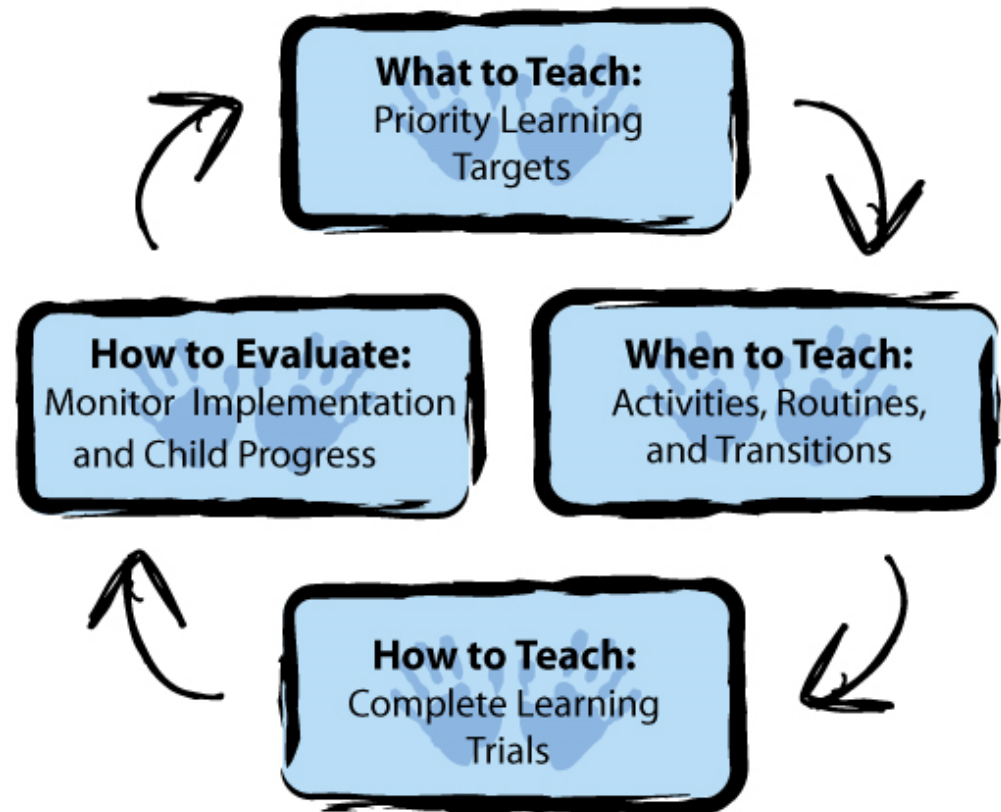 What to Teach:
Priority Learning
Targets
When to Teach:
Activities, Routines,
and Transitions
How to Teach:
Complete Learning
Trials
How to Evaluate:
Monitor Implementation
and Child Progress